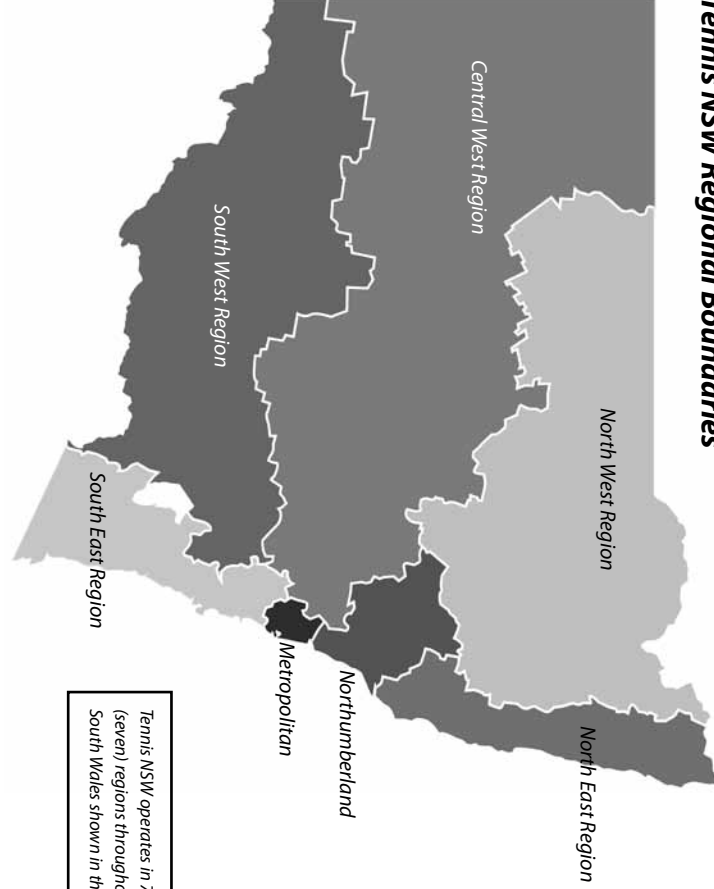 Tennis NSW Regional Boundaries
North West Region
North East Region
Central West Region
Northumberland
Metropolitan
South West Region
South East Region
Tennis NSW operates in 7
(seven) regions througho
South Wales shown in th